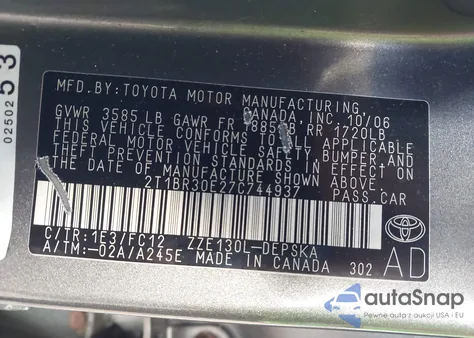 53
02502
MFD.BY:TOYOTA MOTOR MANUFACTURING
CANADA, INC. 10/06
GVWR 3585 LB GAWR FR 1885LB RR 1720LB
THIS VEHICLE CONFORMS TO ALL APPLICABLE
FEDERAL MOTOR VEHICLE SAFETY, BUMPER, AND
THEFT PREVENTION STANDARDS IN EFFECT ON
THE DATE OF MANUFACTURE SHOWN ABOVE.
2T1BR30E27C744937 PASS.CAR
C/TR:1E3/FC12 ZZE130L-DEPSKA
A/TM:-02A/A245E MADE IN CANADA 302
TOYOTA
AD
autoSnap
Pewne auta z aukcji USA i EU